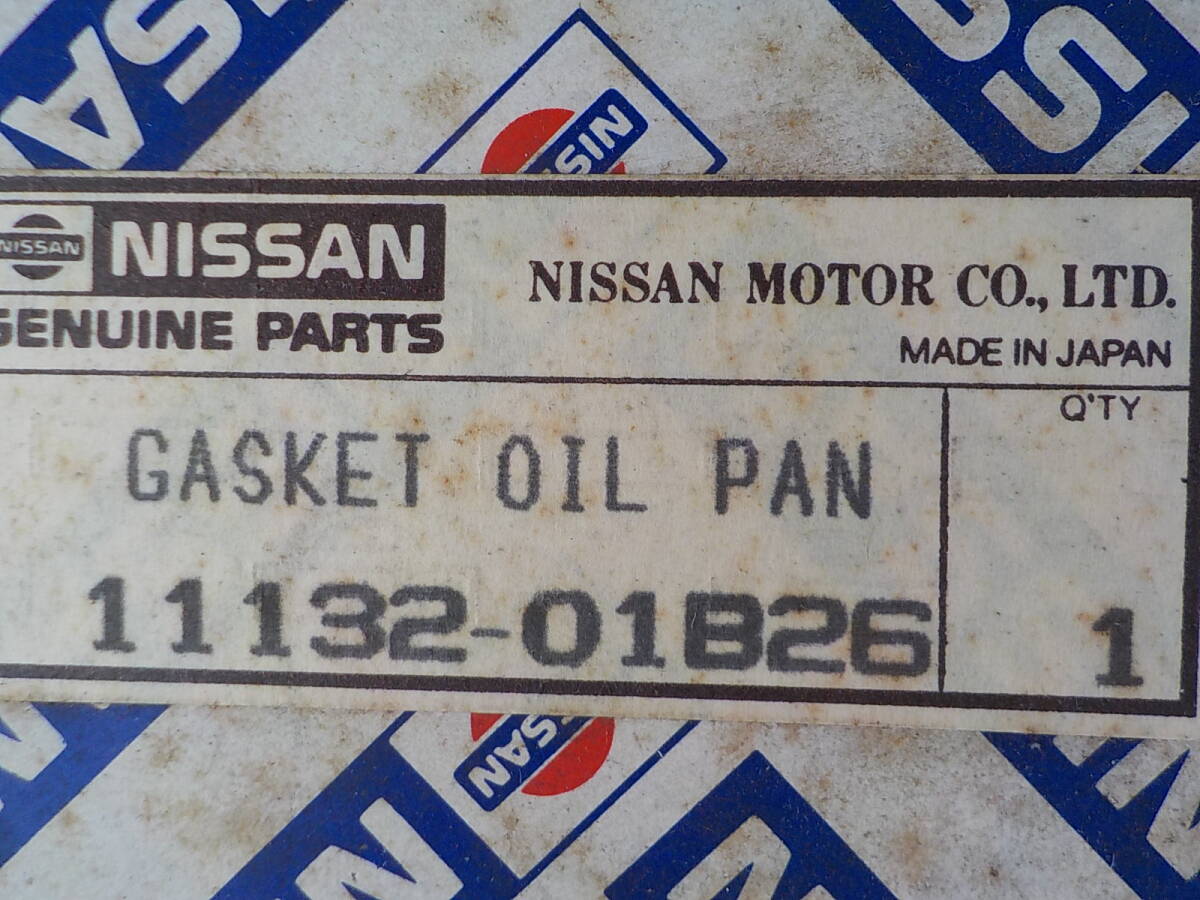 NISSAN
NISSAN
NISSAN MOTOR CO., LTD.
GENUINE PARTS
MADE IN JAPAN
Q'TY
GASKET OIL PAN
11132-01B26
1